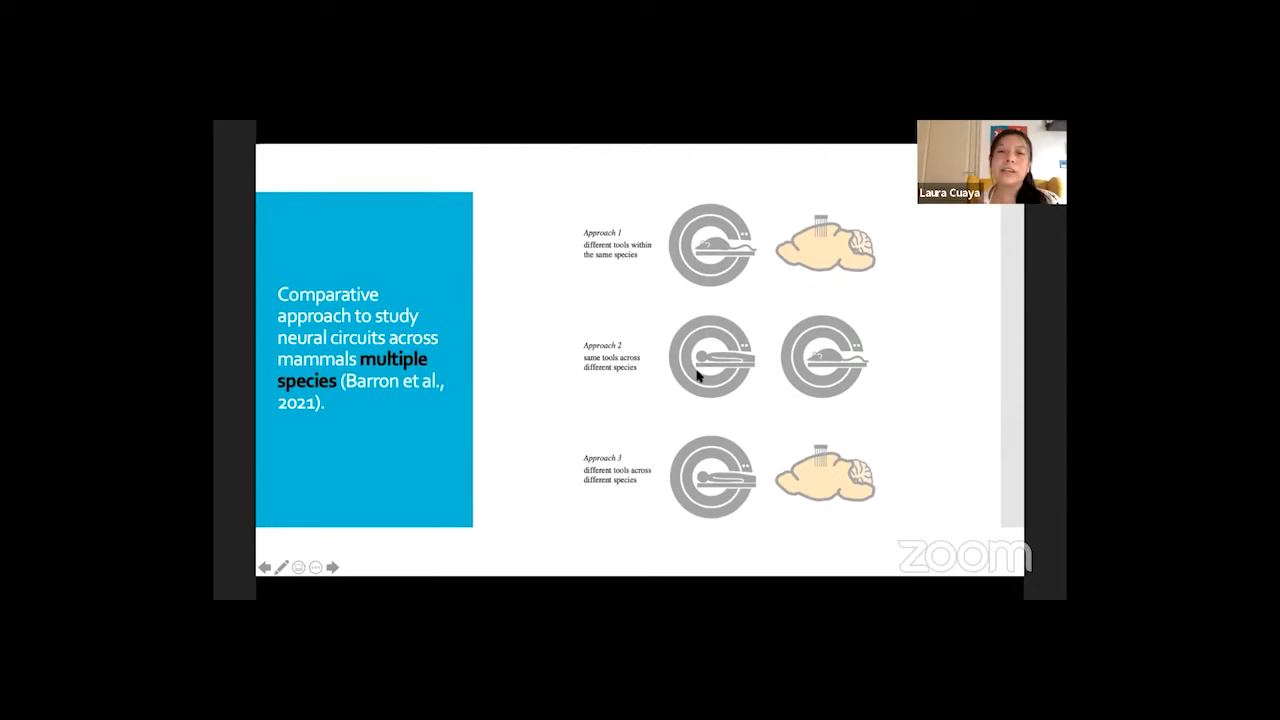 Laura Cuaya
Comparative
approach to study
neural circuits across
mammals multiple
species (Barron et al.,
2021).
Approach 1
different tools within
the same species
Approach 2
same tools across
different species
Approach 3
different tools across
different species
zoom